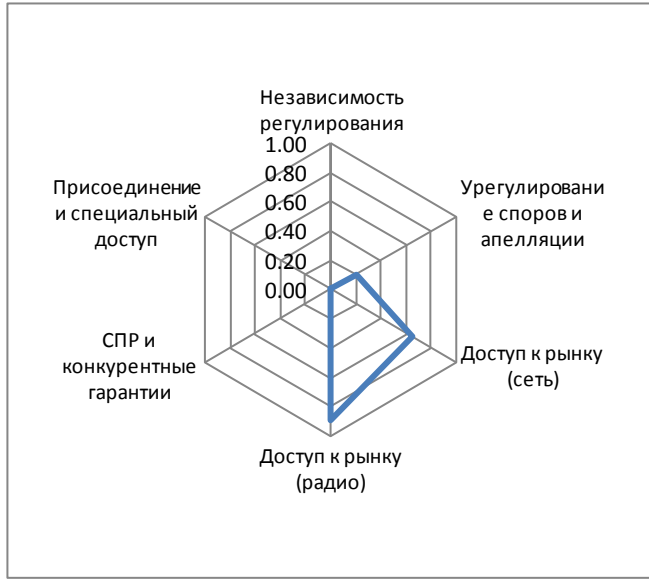 Независимость
регулирования
1.00
0.80
0.60
0.40
0.20
0.00
Урегулировани
е споров и
апелляции
Доступ к рынку
(сеть)
Доступ к рынку
(радио)
СПР и
конкурентные
гарантии
Присоединение
и специальный
доступ